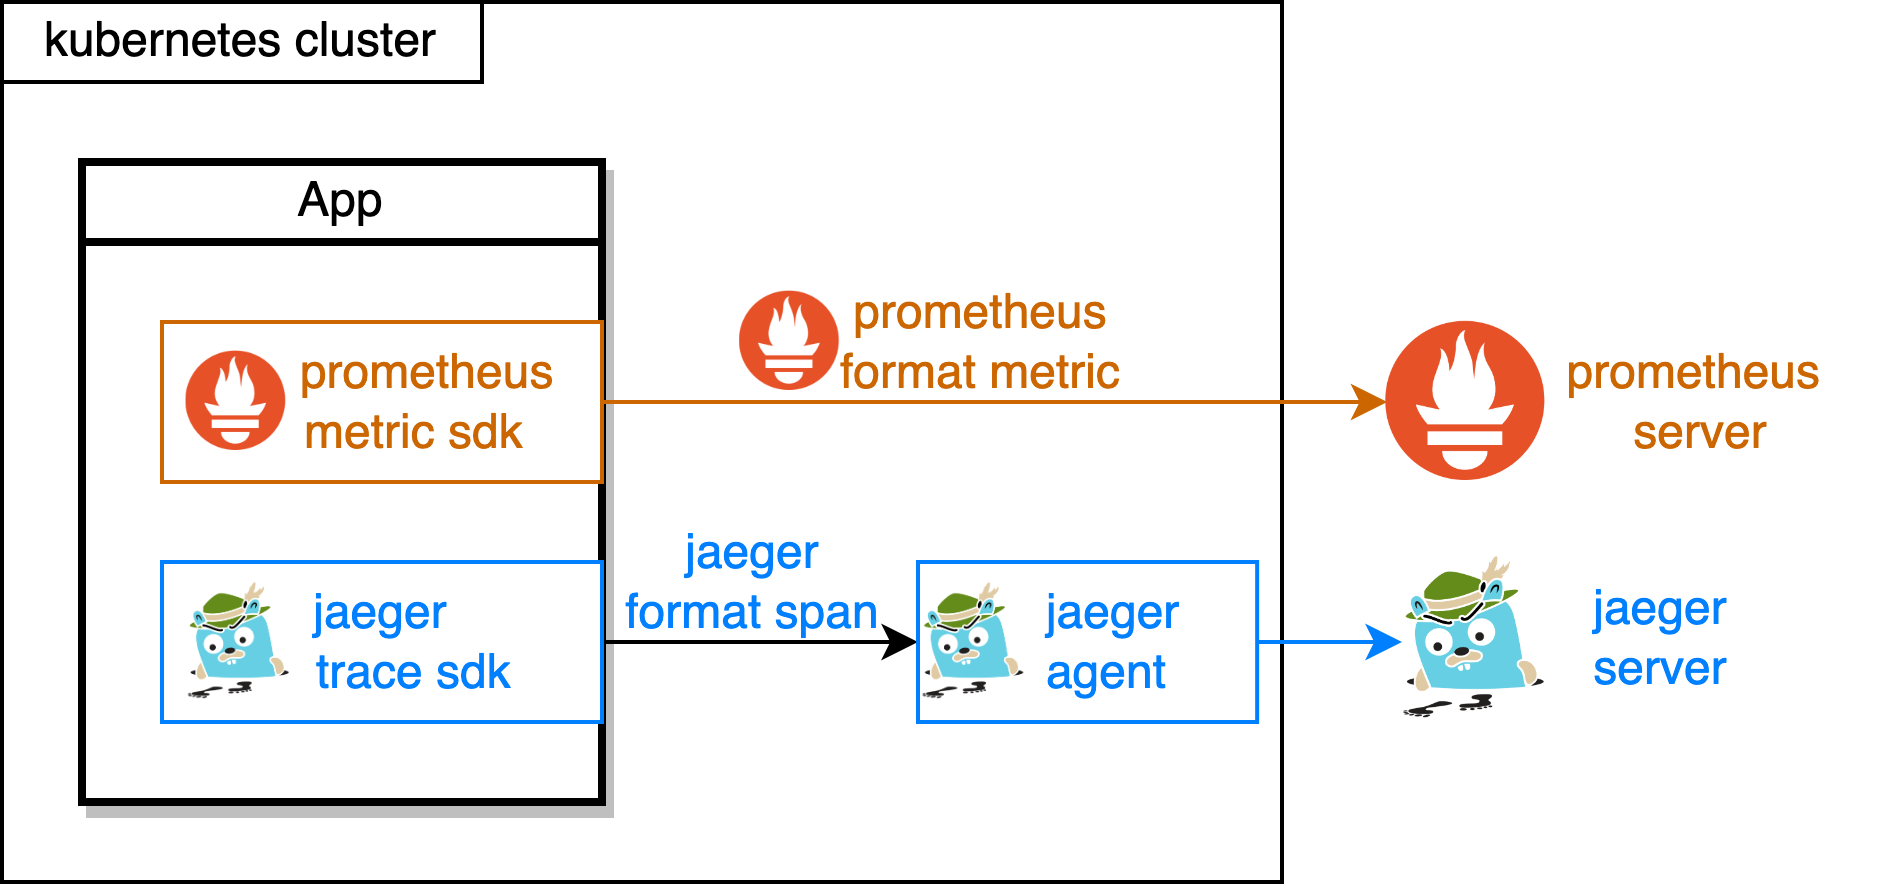 kubernetes cluster
App
prometheus
metric sdk
prometheus
format metric
prometheus
server
jaeger
trace sdk
jaeger
format span
jaeger
agent
jaeger
server